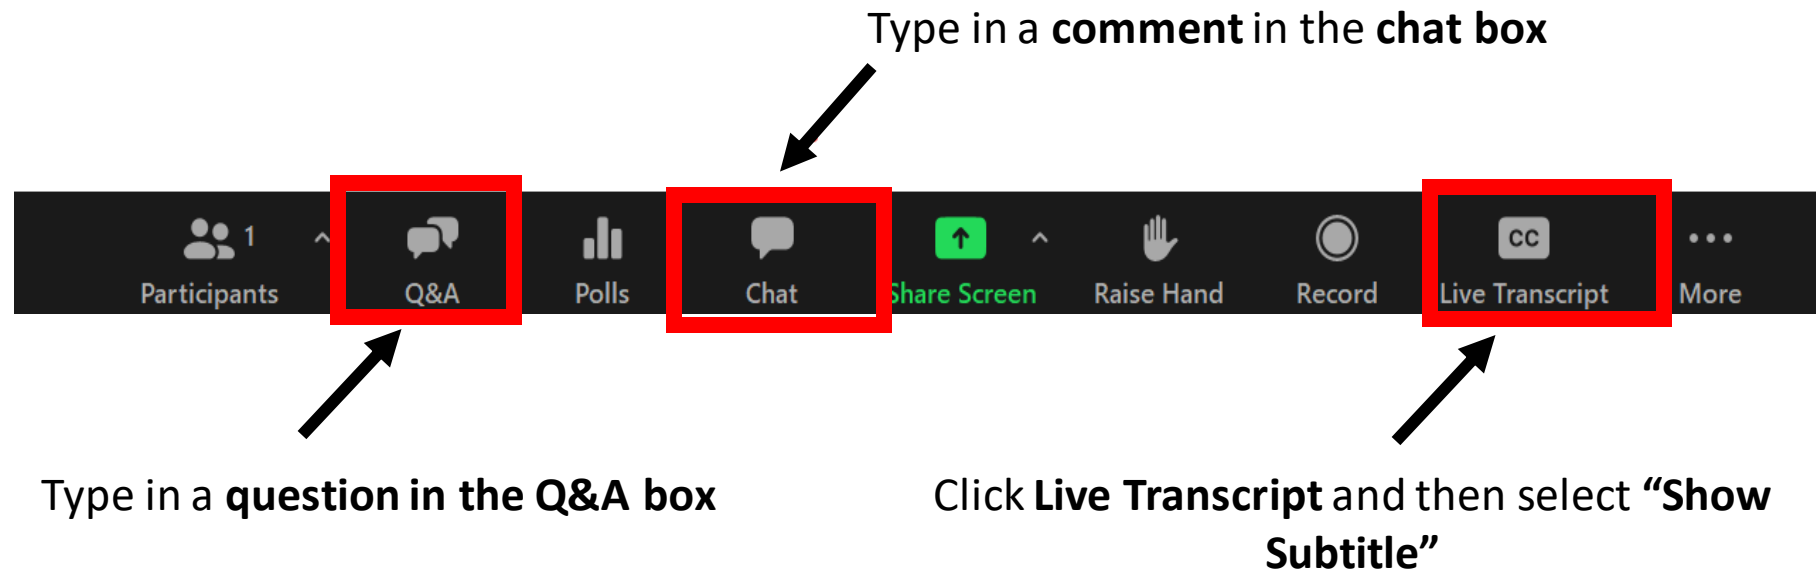 Type in a comment in the chat box
1
Participants
Q&A
Polls
Chat
Share Screen
Raise Hand
Record
CC
Live Transcript
More
Type in a question in the Q&A box
Click Live Transcript and then select “Show
Subtitle”